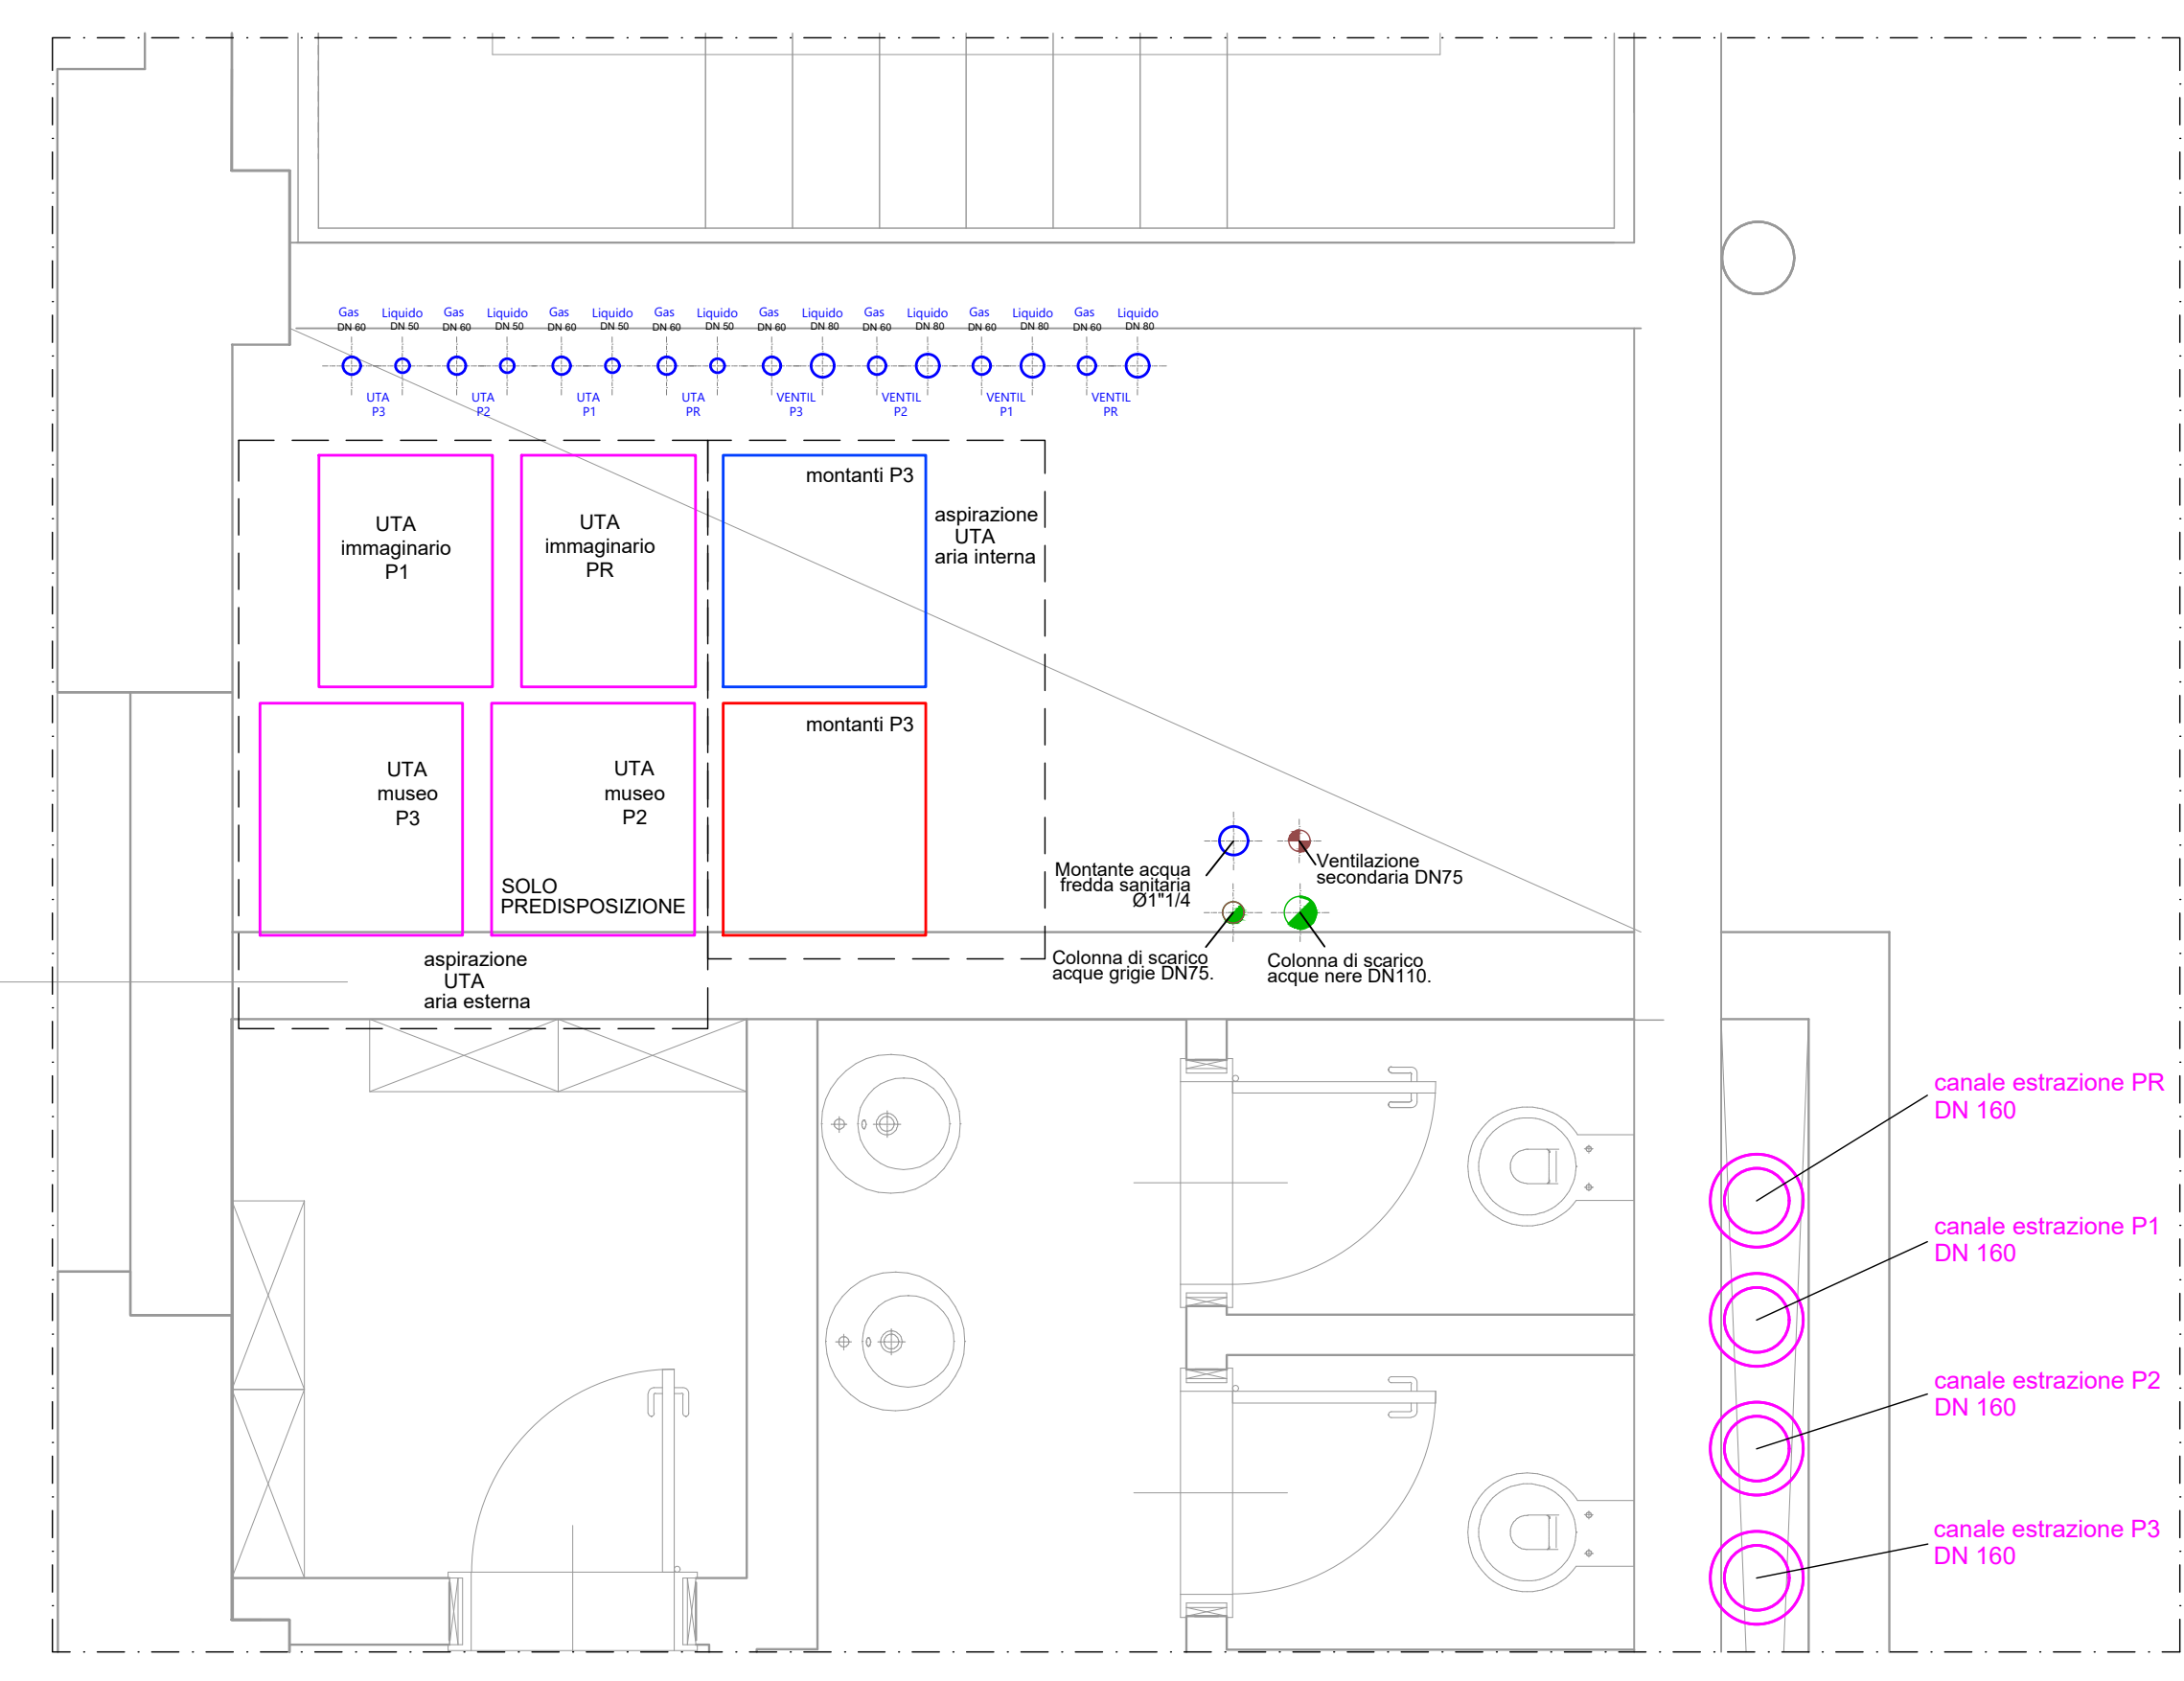 Gas Liquido Gas Liquido Gas Liquido Gas Liquido Gas Liquido Gas Liquido Gas Liquido Gas Liquido
DN 60 DN 50 DN 60 DN 50 DN 60 DN 50 DN 60 DN 50 DN 60 DN 80 DN 60 DN 80 DN 60 DN 80 DN 60 DN 80
UTA UTA UTA UTA VENTIL VENTIL VENTIL VENTIL
P3 P2 P1 PR P3 P2 P1 PR
UTA
immaginario
P1
UTA
immaginario
PR
montanti P3
aspirazione
UTA
aria interna
UTA
museo
P3
UTA
museo
P2
SOLO
PREDISPOSIZIONE
montanti P3
aspirazione
UTA
aria esterna
Montante acqua
fredda sanitaria
Ø1"1/4
Ventilazione
secondaria DN75
Colonna di scarico
acque grigie DN75.
Colonna di scarico
acque nere DN110.
canale estrazione PR
DN 160
canale estrazione P1
DN 160
canale estrazione P2
DN 160
canale estrazione P3
DN 160